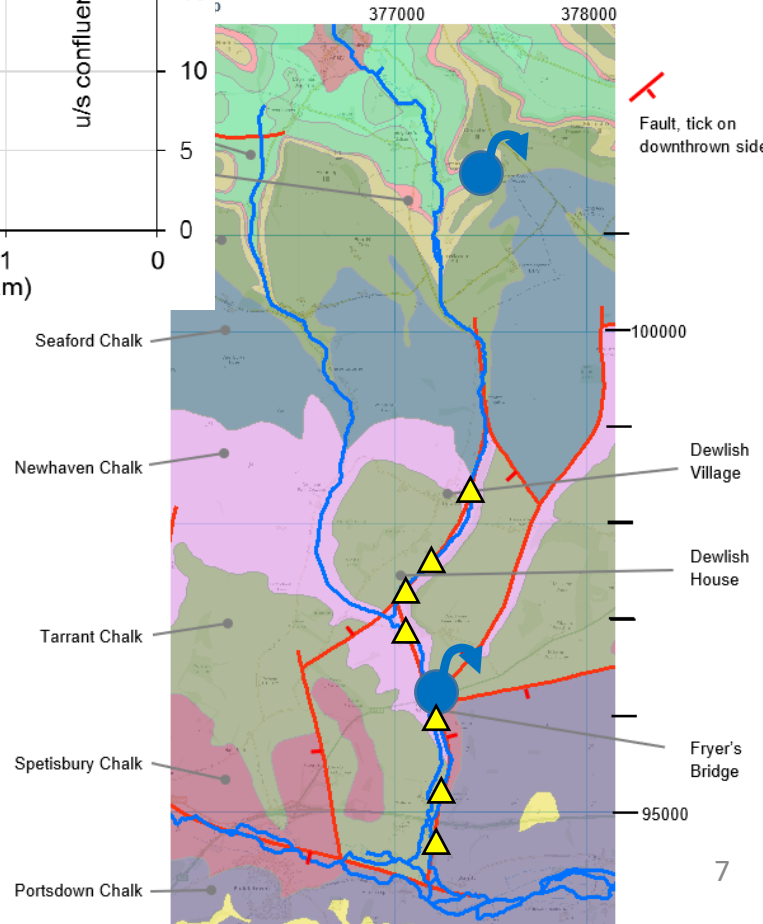 377000
378000
u/s confluen
10
5
0
1
0
m)
Fault, tick on
downthrown side
Seaford Chalk
100000
Newhaven Chalk
Dewlish
Village
Dewlish
House
Tarrant Chalk
Spetisbury Chalk
Fryer's
Bridge
95000
Portsdown Chalk
7